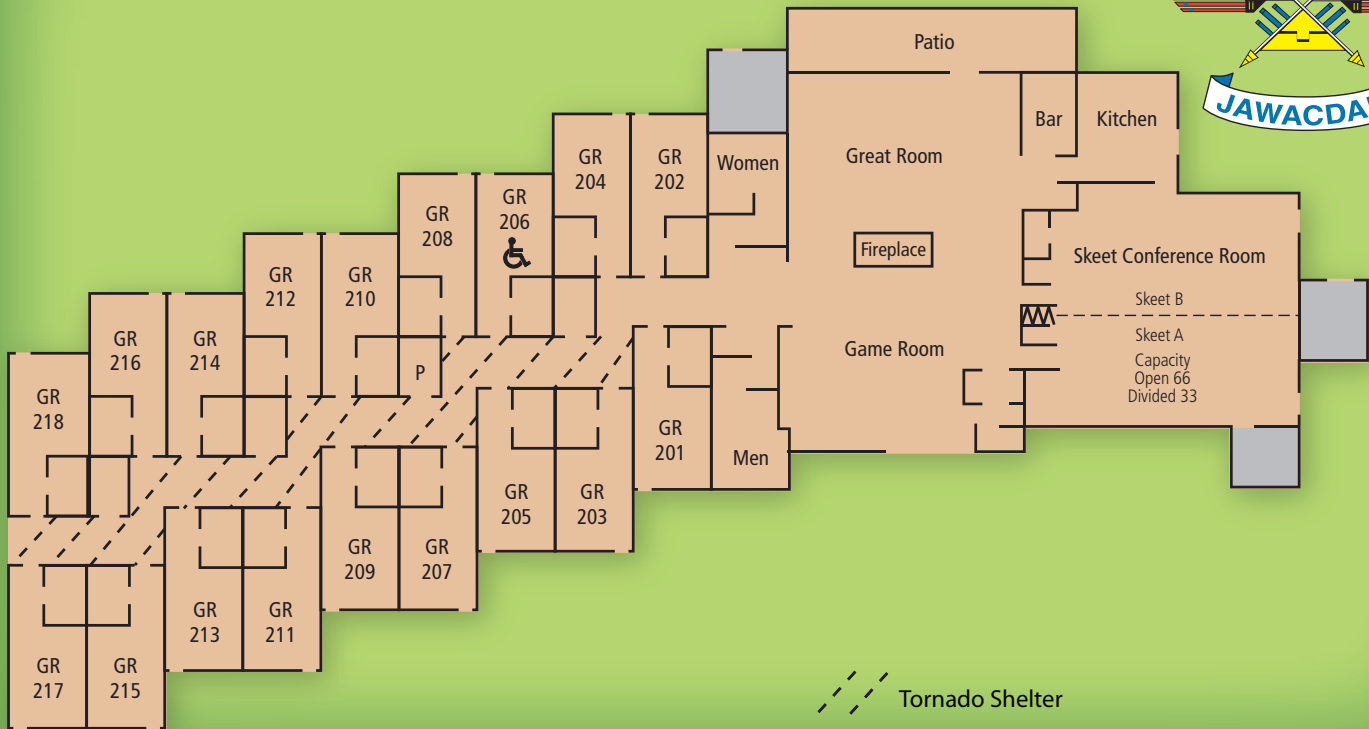 Patio
Bar
Kitchen
Women
Great Room
GR
204
GR
202
GR
206
GR
208
Fireplace
Skeet Conference Room
Skeet B
Skeet A
Capacity
Open 66
Divided 33
Game Room
GR
212
GR
210
P
GR
216
GR
214
GR
218
GR
201
Men
GR
205
GR
203
GR
209
GR
207
GR
213
GR
211
GR
217
GR
215
Tornado Shelter